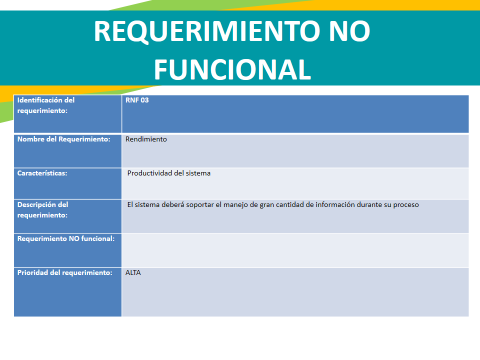 REQUERIMIENTO NO
FUNCIONAL
Identificación del
requerimiento:
RNF 03
Nombre del Requerimiento:
Rendimiento
Características:
Productividad del sistema
Descripción del
requerimiento:
El sistema deberá soportar el manejo de gran cantidad de información durante su proceso
Requerimiento NO funcional:
Prioridad del requerimiento:
ALTA